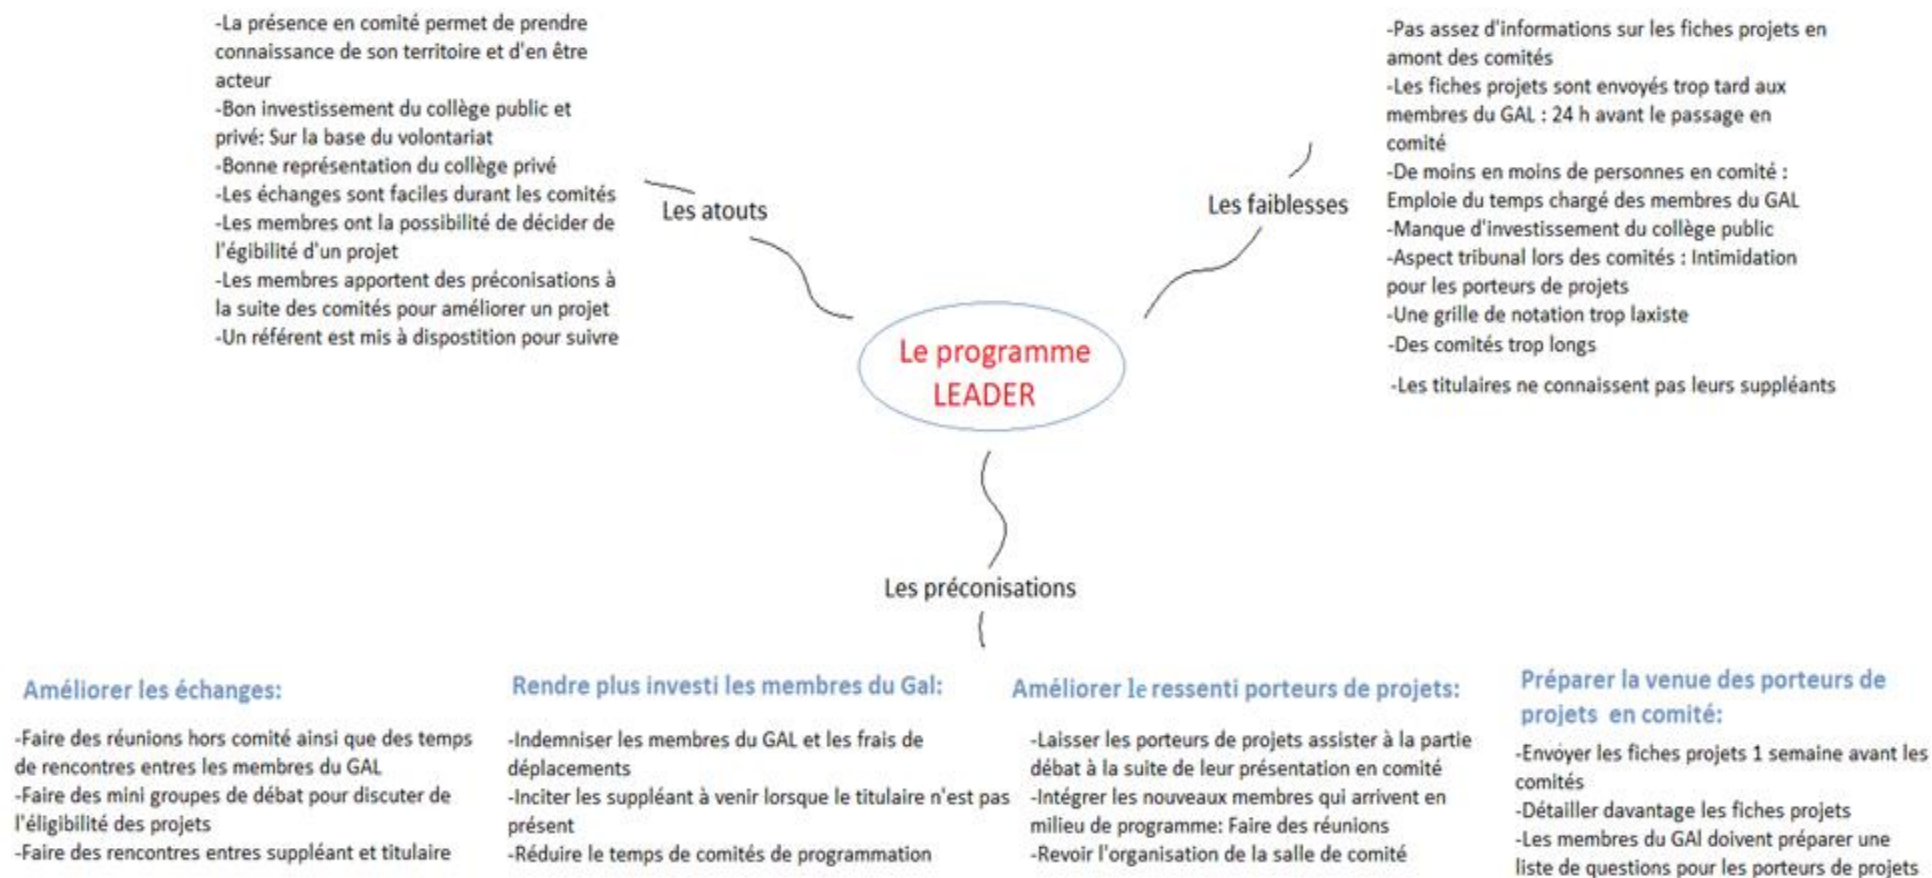 -La présence en comité permet de prendre
connaissance de son territoire et d'en être
acteur
-Bon investissement du collège public et
privé: Sur la base du volontariat
-Bonne représentation du collège privé
-Les échanges sont faciles durant les comités
-Les membres ont la possibilité de décider de
l'égibilité d'un projet
-Les membres apportent des préconisations à
la suite des comités pour améliorer un projet
-Un référent est mis à dispostition pour suivre
Les atouts
-Pas assez d'informations sur les fiches projets en
amont des comités
-Les fiches projets sont envoyés trop tard aux
membres du GAL : 24 h avant le passage en
comité
-De moins en moins de personnes en comité :
Emploie du temps chargé des membres du GAL
-Manque d'investissement du collège public
-Aspect tribunal lors des comités : Intimidation
pour les porteurs de projets
-Une grille de notation trop laxiste
-Des comités trop longs
-Les titulaires ne connaissent pas leurs suppléants
Les faiblesses
Le programme
LEADER
Les préconisations
Améliorer les échanges:
-Faire des réunions hors comité ainsi que des temps
de rencontres entres les membres du GAL
-Faire des mini groupes de débat pour discuter de
l'éligibilité des projets
-Faire des rencontres entres suppléant et titulaire
Rendre plus investi les membres du Gal:
-Indemniser les membres du GAL et les frais de
déplacements
-Inciter les suppléant à venir lorsque le titulaire n'est pas
présent
-Réduire le temps de comités de programmation
Améliorer le ressenti porteurs de projets:
-Laisser les porteurs de projets assister à la partie
débat à la suite de leur présentation en comité
-Intégrer les nouveaux membres qui arrivent en
milieu de programme: Faire des réunions
-Revoir l'organisation de la salle de comité
Préparer la venue des porteurs de
projets en comité:
-Envoyer les fiches projets 1 semaine avant les
comités
-Détailler davantage les fiches projets
-Les membres du GAl doivent préparer une
liste de questions pour les porteurs de projets